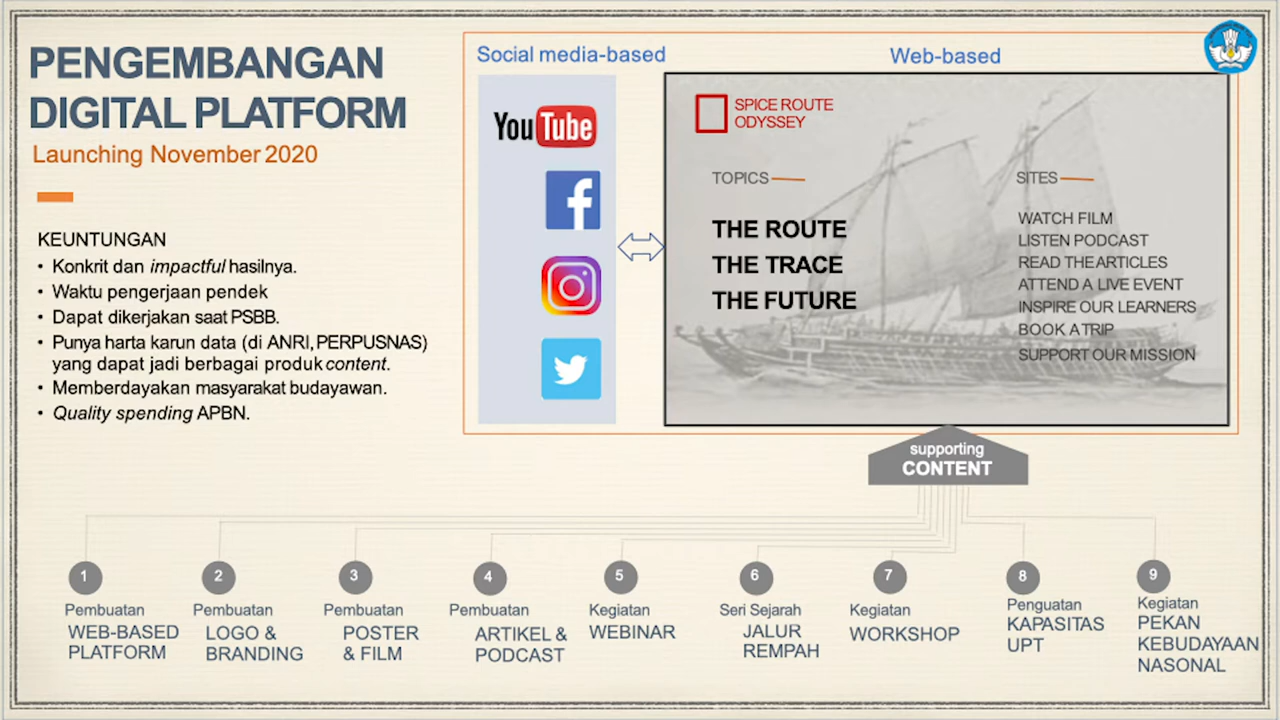 PENGEMBANGAN
DIGITAL PLATFORM
Launching November 2020
KEUNTUNGAN
• Konkrit dan impactful hasilnya.
• Waktu pengerjaan pendek
• Dapat dikerjakan saat PSBB.
• Punya harta karun data (di ANRI, PERPUSNAS)
yang dapat jadi berbagai produk content.
• Memberdayakan masyarakat budayawan.
• Quality spending APBN.
Social media-based
YouTube
Web-based
SPICE ROUTE
ODYSSEY
TOPICS
THE ROUTE
THE TRACE
THE FUTURE
SITES
WATCH FILM
LISTEN PODCAST
READ THE ARTICLES
ATTEND A LIVE EVENT
INSPIRE OUR LEARNERS
BOOK A TRIP
SUPPORT OUR MISSION
supporting
CONTENT
1
Pembuatan
WEB-BASED
PLATFORM
2
Pembuatan
LOGO &
BRANDING
3
Pembuatan
POSTER
& FILM
4
Pembuatan
ARTIKEL &
PODCAST
5
Kegiatan
WEBINAR
6
Seri Sejarah
JALUR
REMPAH
7
Kegiatan
WORKSHOP
8
Penguatan
KAPASITAS
UPT
9
Kegiatan
PEKAN
KEBUDAYAAN
NASONAL